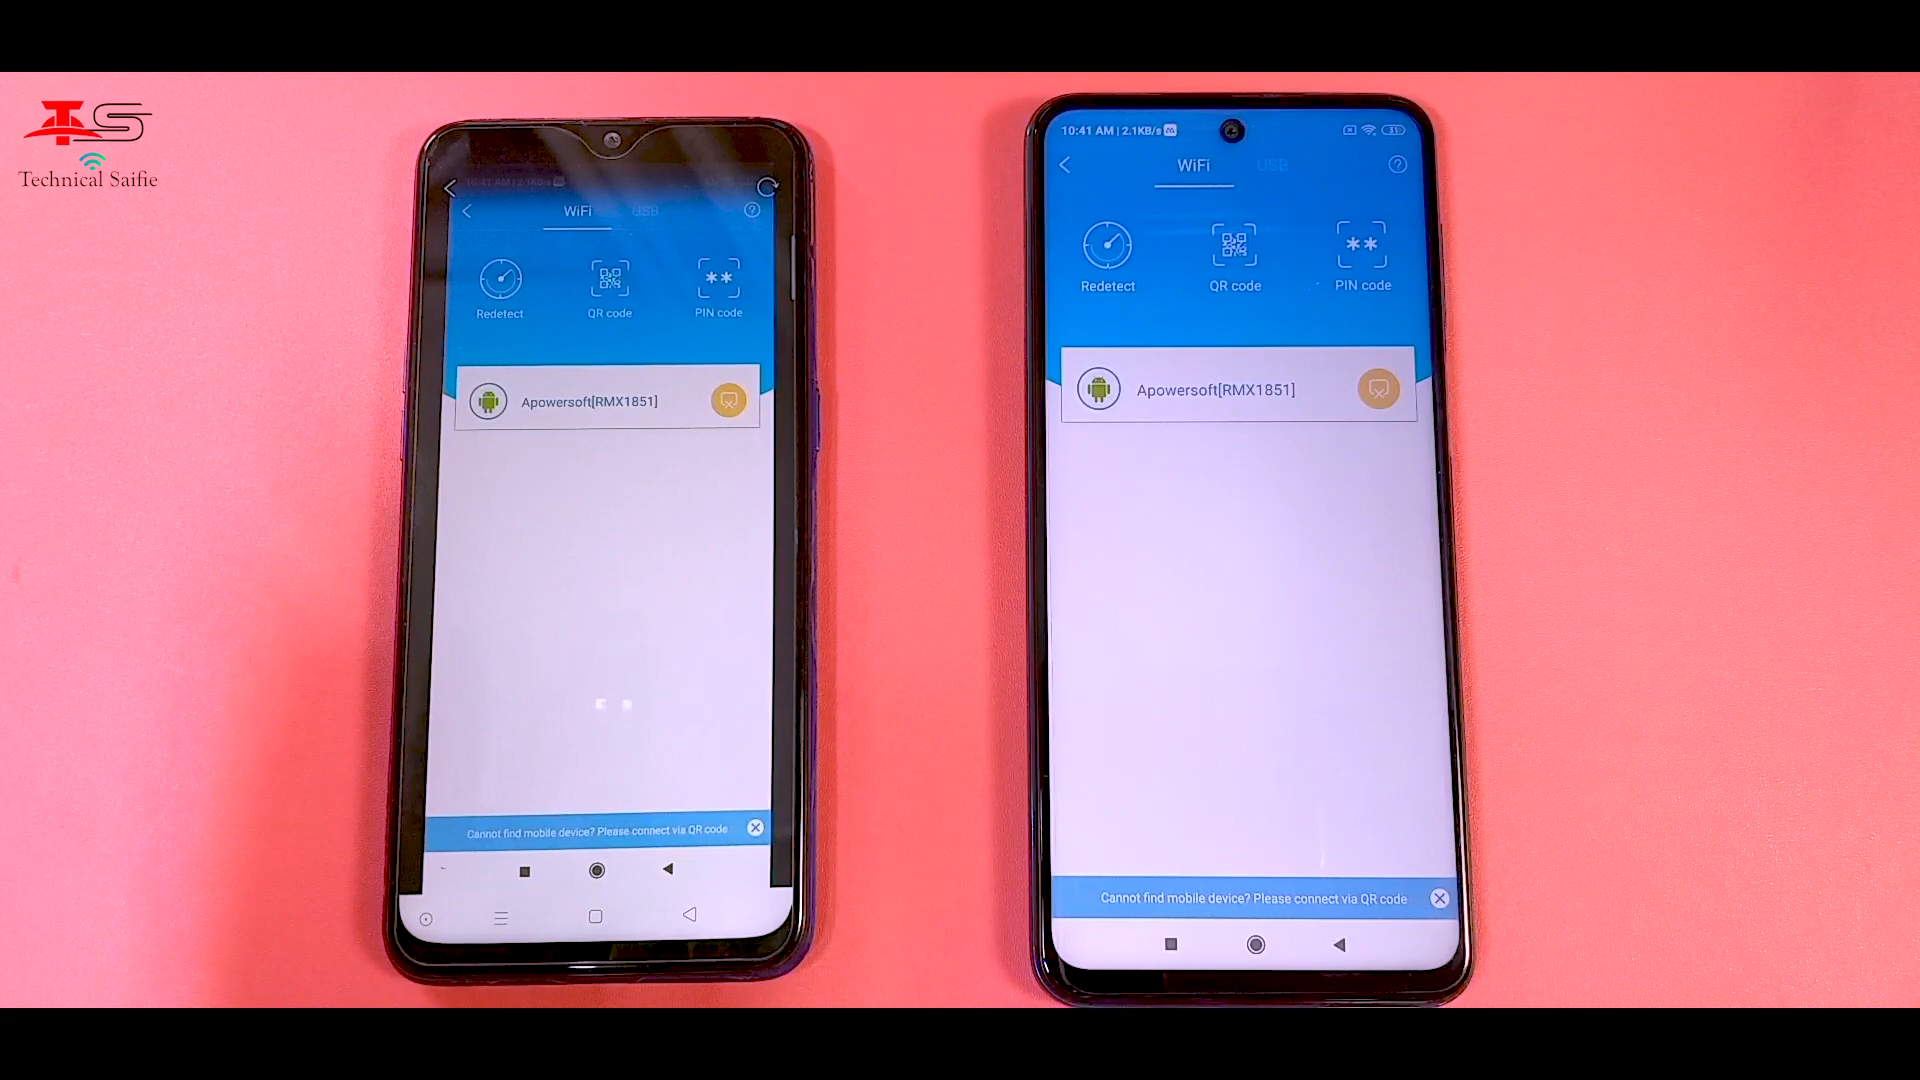 TS
Technical Saifie
WiFi USB
Redetect QR code PIN code
Apowersoft[RMX1851]
Cannot find mobile device? Please connect via QR code
10:41 AM | 2.1KB/s
31
WiFi USB
Redetect QR code PIN code
Apowersoft[RMX1851]
Cannot find mobile device? Please connect via QR code